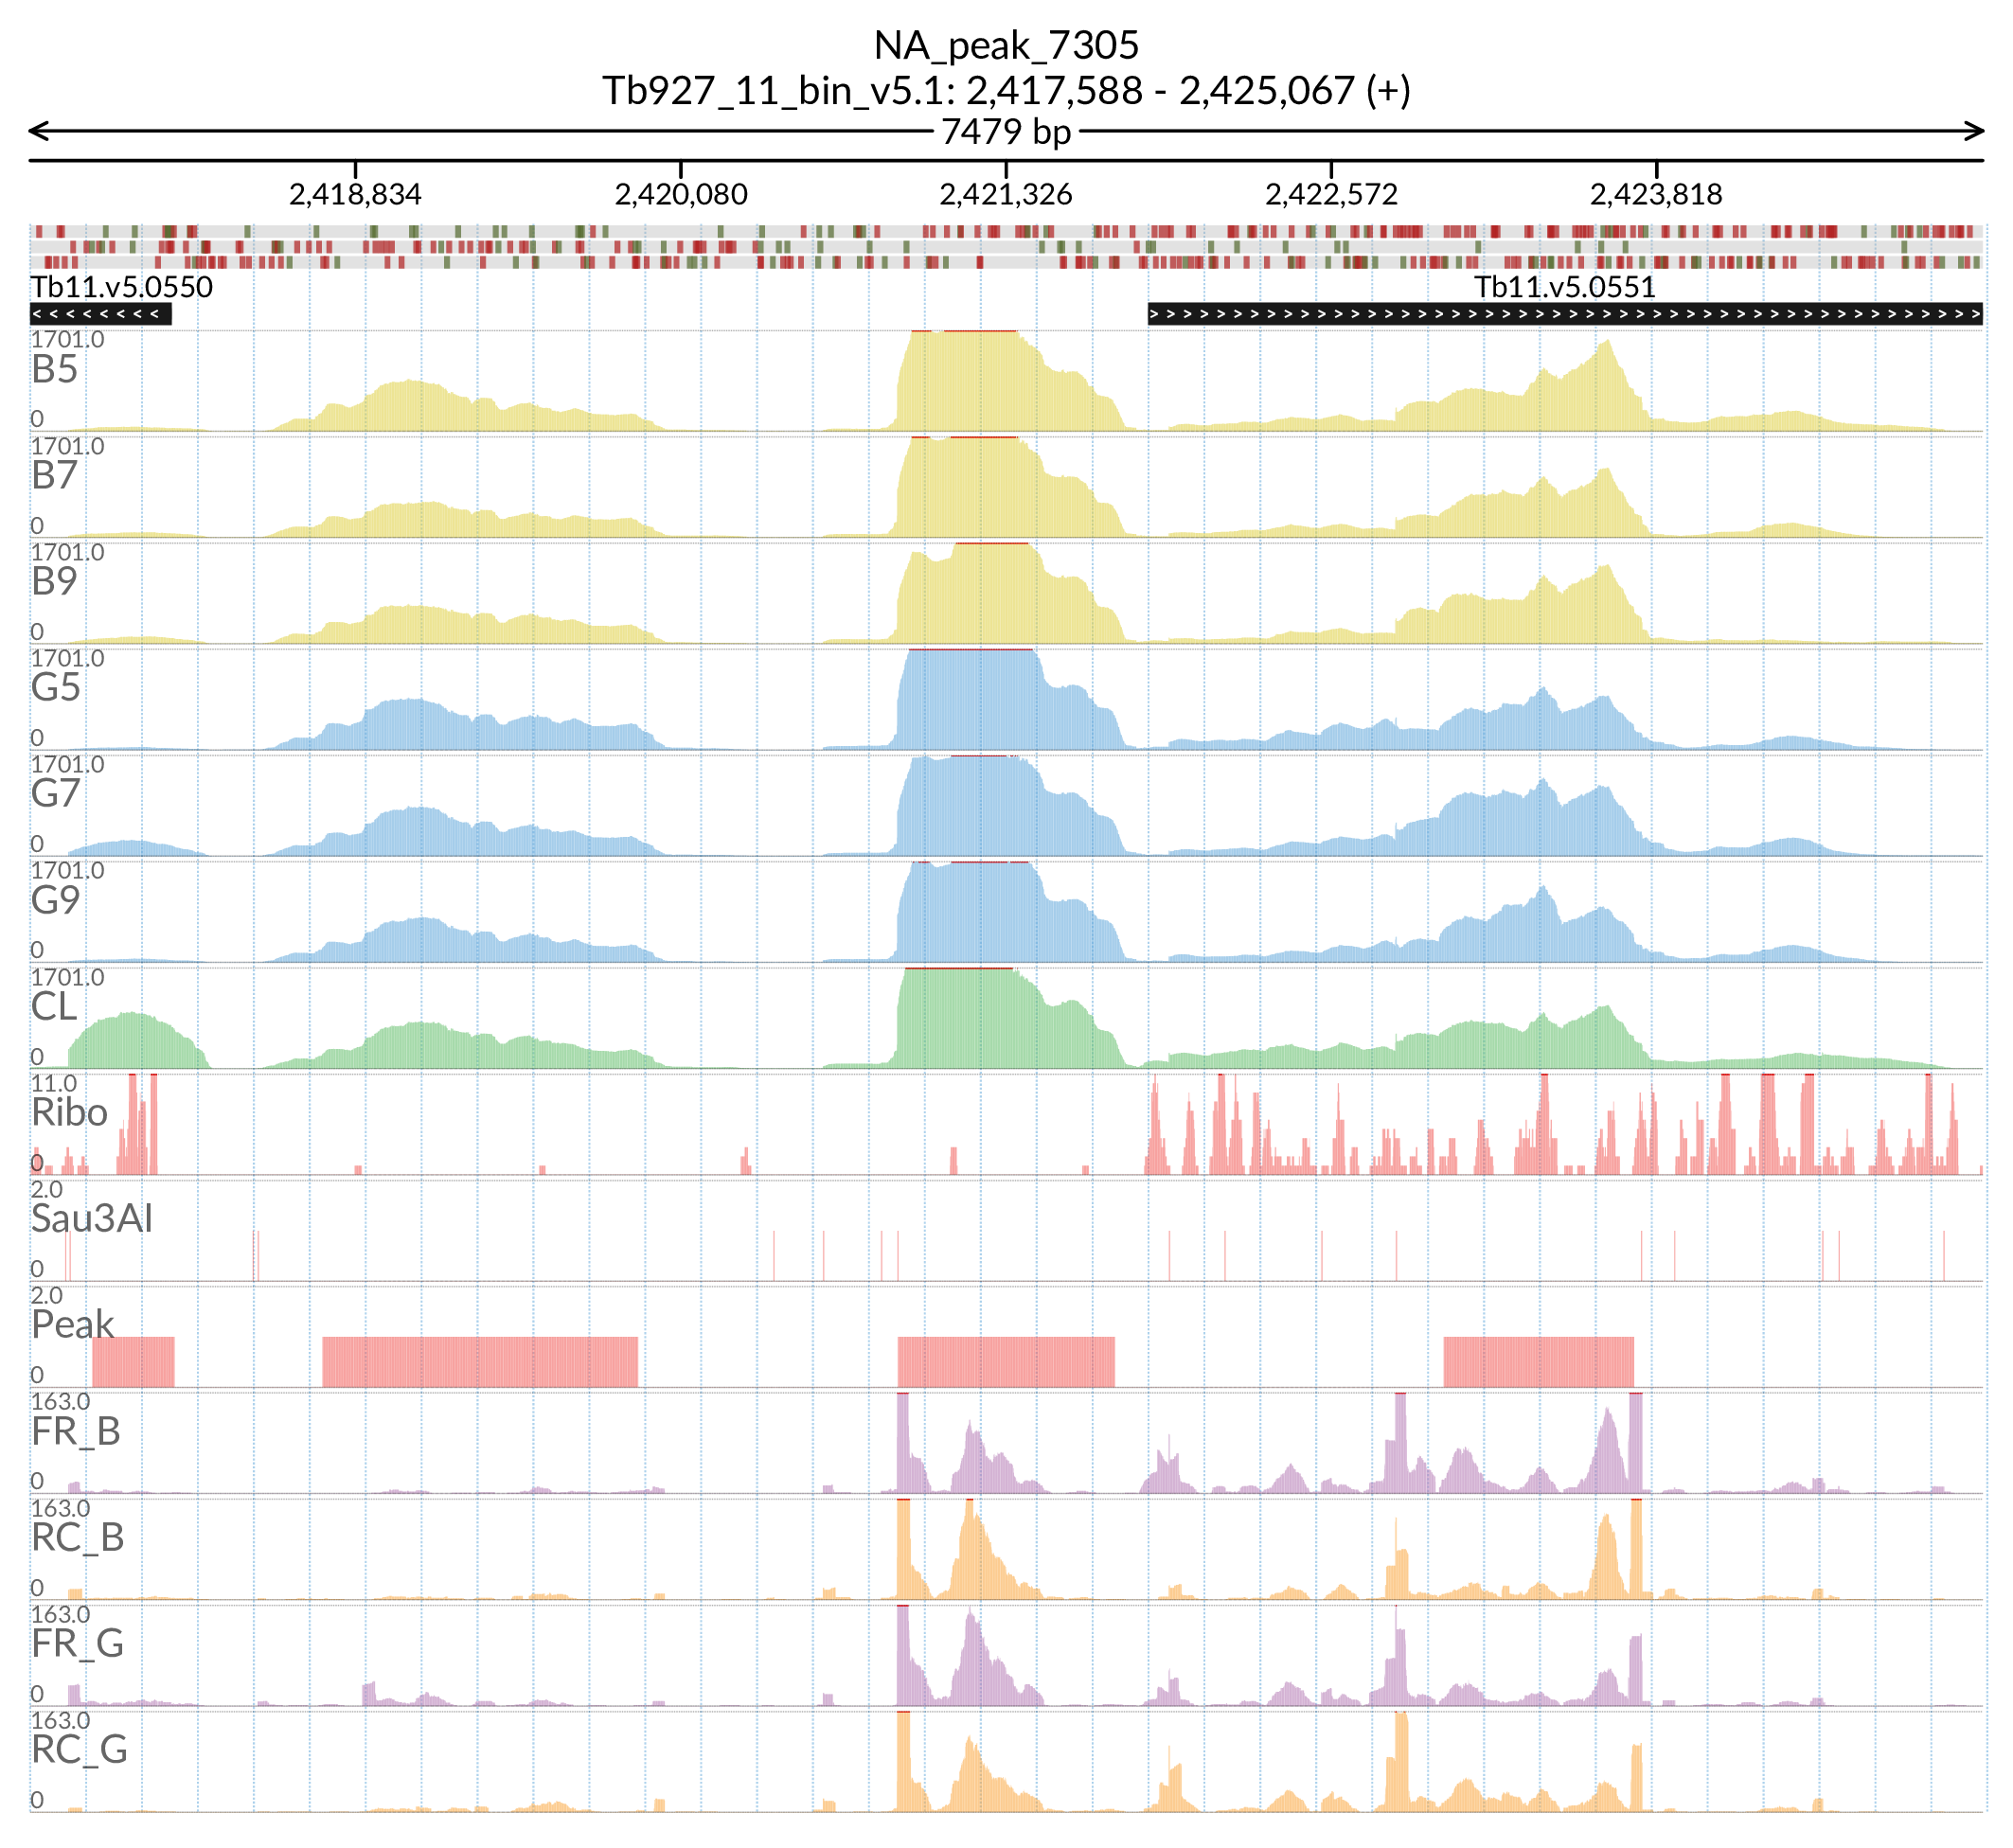 NA_peak_7305
Tb927_11_bin_v5.1: 2,417,588 - 2,425,067 (+)
7479 bp
2,418,834 2,420,080 2,421,326 2,422,572 2,423,818
Tb11.v5.0550 Tb11.v5.0551
1701.0
B5
0
1701.0
B7
0
1701.0
B9
0
1701.0
G5
0
1701.0
G7
0
1701.0
G9
0
1701.0
CL
0
11.0
Ribo
0
2.0
Sau3AI
0
2.0
Peak
0
163.0
FR_B
0
163.0
RC_B
0
163.0
FR_G
0
163.0
RC_G
0